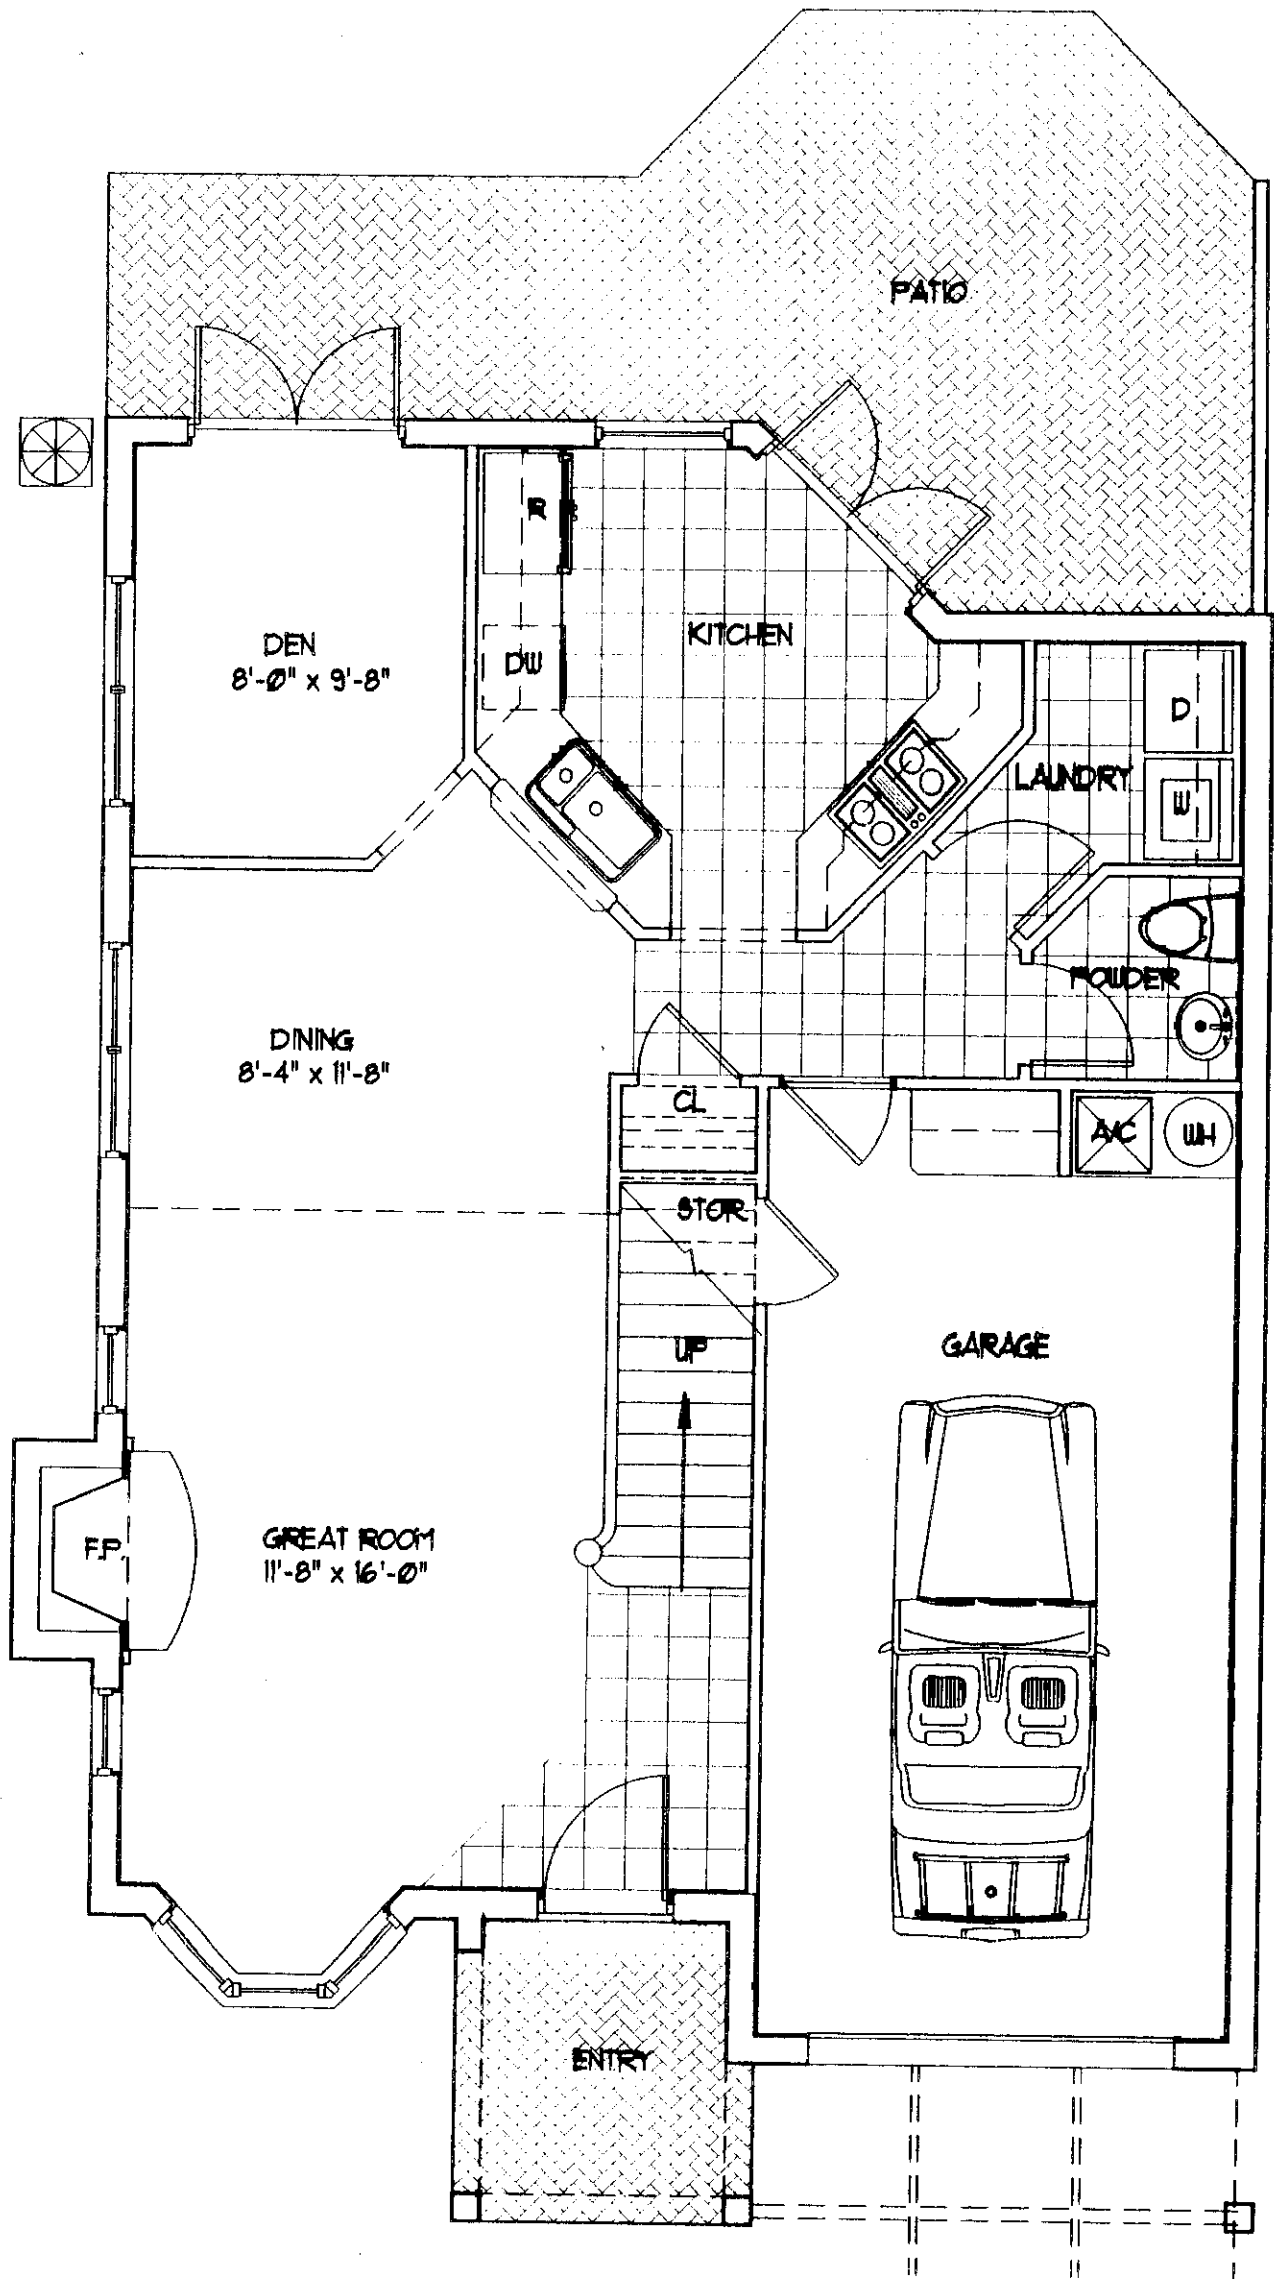 PATIO
R
KITCHEN
DEN
8'-0" x 9'-8"
DW
D
LAUNDRY
W
POWDER
DINING
8'-4" x 11'-8"
CL
A/C
WH
STOR
UP
GARAGE
F.P.
GREAT ROOM
11'-8" x 16'-0"
ENTRY